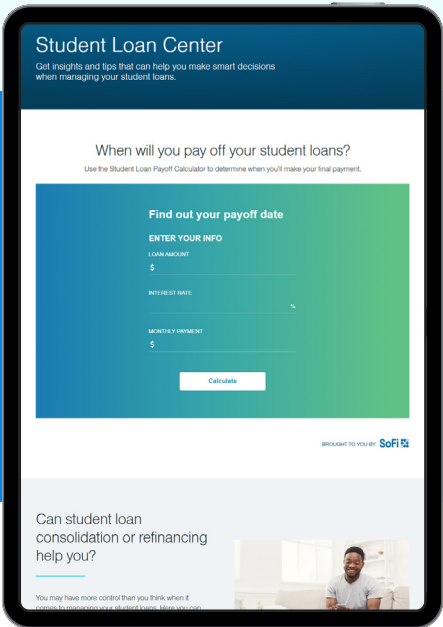 Student Loan Center
Get insights and tips that can help you make smart decisions
when managing your student loans.
When will you pay off your student loans?
Use the Student Loan Payoff Calculator to determine when you'll make your final payment.
Find out your payoff date
ENTER YOUR INFO
LOAN AMOUNT
$
INTEREST RATE
%
MONTHLY PAYMENT
$
Calculate
BROUGHT TO YOU BY SoFi
Can student loan
consolidation or refinancing
help you?
You may have more control than you think when it
comes to managing your student loans. Here you can